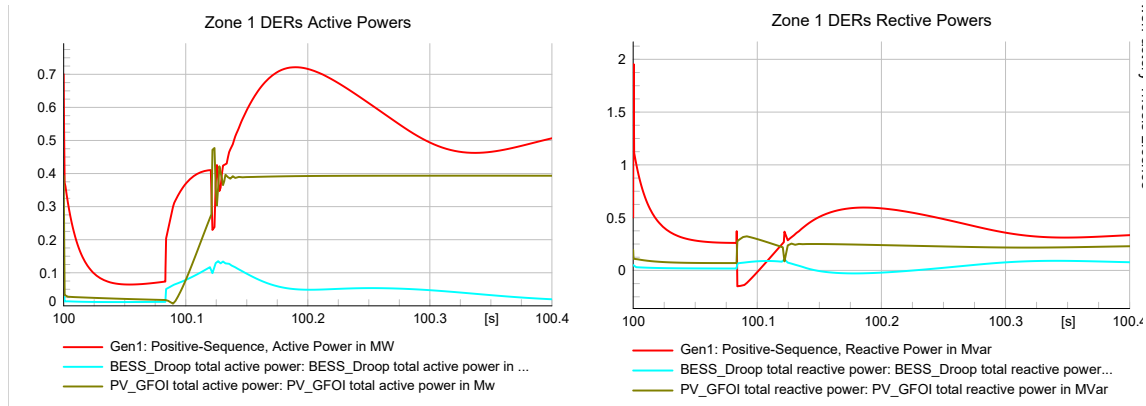 Zone 1 DERs Active Powers
0.7
0.6
0.5
0.4
0.3
0.2
0.1
0
100
100.1
100.2
100.3
[s]
100.4
Gen1: Positive-Sequence, Active Power in MW
BESS_Droop total active power: BESS_Droop total active power in ...
PV_GFOI total active power: PV_GFOI total active power in Mw
Zone 1 DERs Rective Powers
2
1.5
1
0.5
0
100
100.1
100.2
100.3
[s]
100.4
Gen1: Positive-Sequence, Reactive Power in Mvar
BESS_Droop total reactive power: BESS_Droop total reactive power...
PV_GFOI total reactive power: PV_GFOI total reactive power in MVar